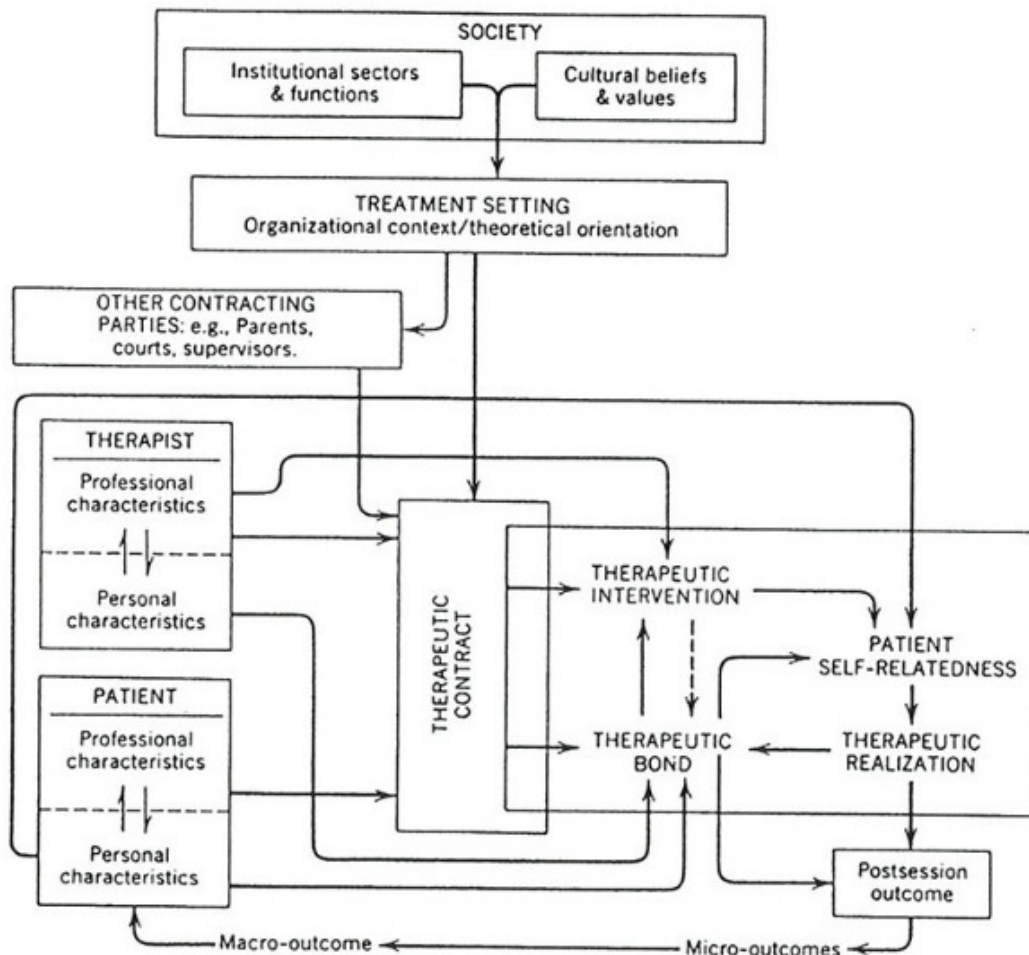 SOCIETY
Institutional sectors
& functions
Cultural beliefs
& values
TREATMENT SETTING
Organizational context/theoretical orientation
OTHER CONTRACTING
PARTIES: e.g., Parents,
courts, supervisors.
THERAPIST
Professional
characteristics
Personal
characteristics
PATIENT
Professional
characteristics
Personal
characteristics
THERAPEUTIC
CONTRACT
THERAPEUTIC
INTERVENTION
PATIENT
SELF-RELATEDNESS
THERAPEUTIC
BOND
THERAPEUTIC
REALIZATION
Postsession
outcome
Macro-outcome
Micro-outcomes